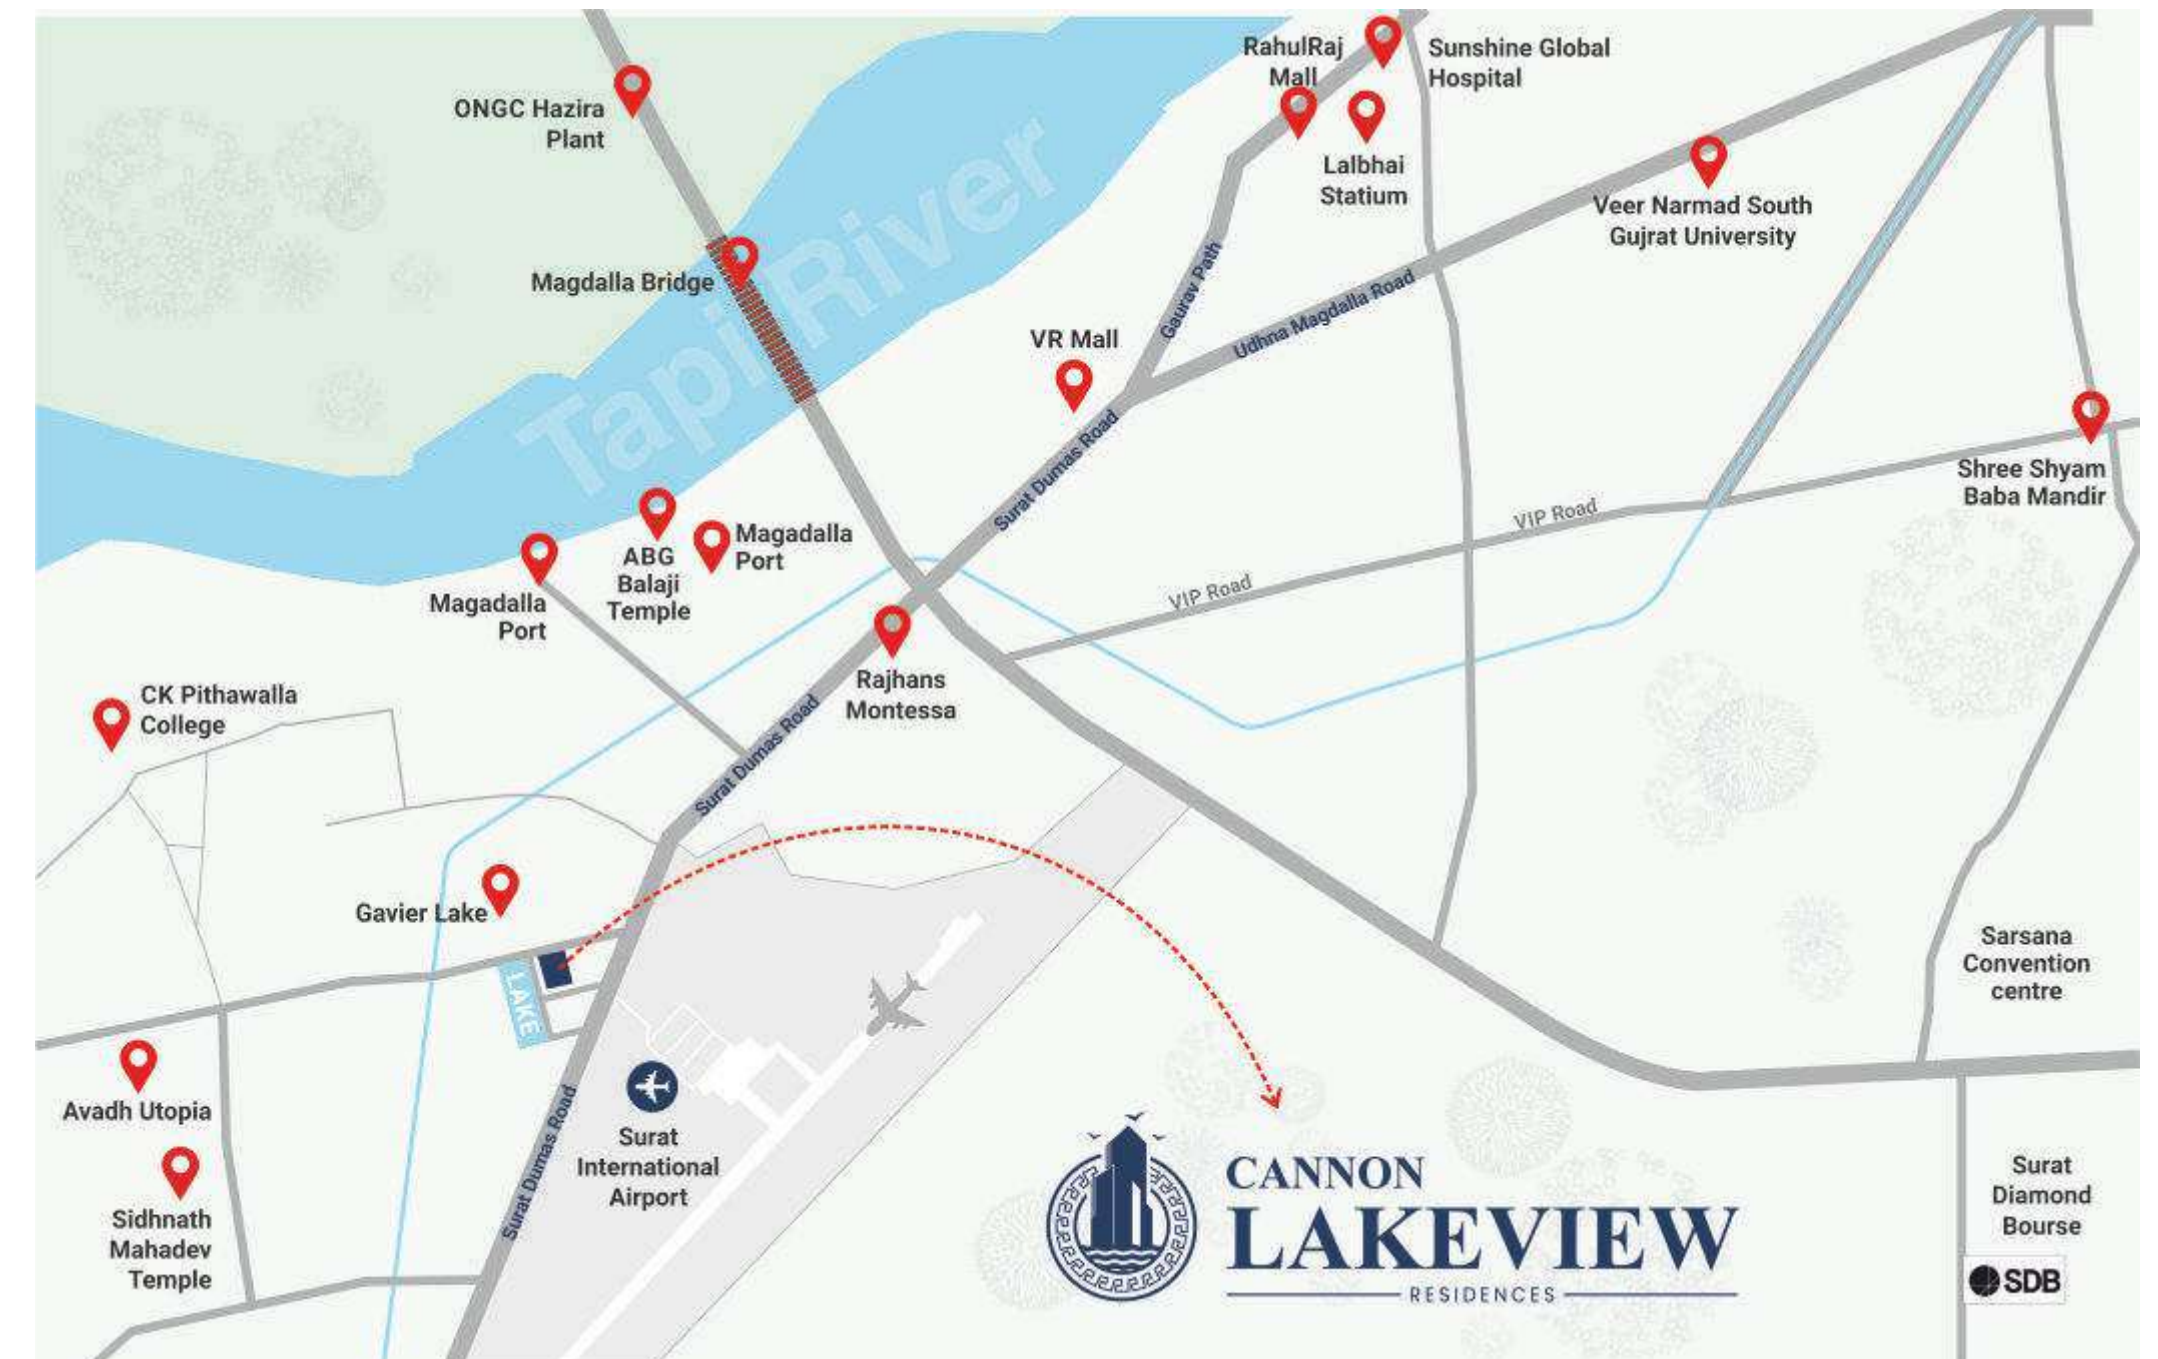 RahulRaj
Mall
Sunshine Global
Hospital
ONGC Hazira
Plant
Lalbhai
Statium
Veer Narmad South
Gujrat University
Magdalla Bridge
Tapi River
Gaurav Path
Udhna Magdalla Road
VR Mall
Surat Dumas Road
Shree Shyam
Baba Mandir
VIP Road
VIP Road
Magadalla
Port
ABG
Balaji
Temple
Magadalla
Port
Rajhans
Montessa
CK Pithawalla
College
Surat Dumas Road
Gavier Lake
LAKE
Sarsana
Convention
centre
Avadh Utopia
Surat Dumas Road
Surat
International
Airport
Sidhnath
Mahadev
Temple
CANNON
LAKEVIEW
RESIDENCES
Surat
Diamond
Bourse
SDB